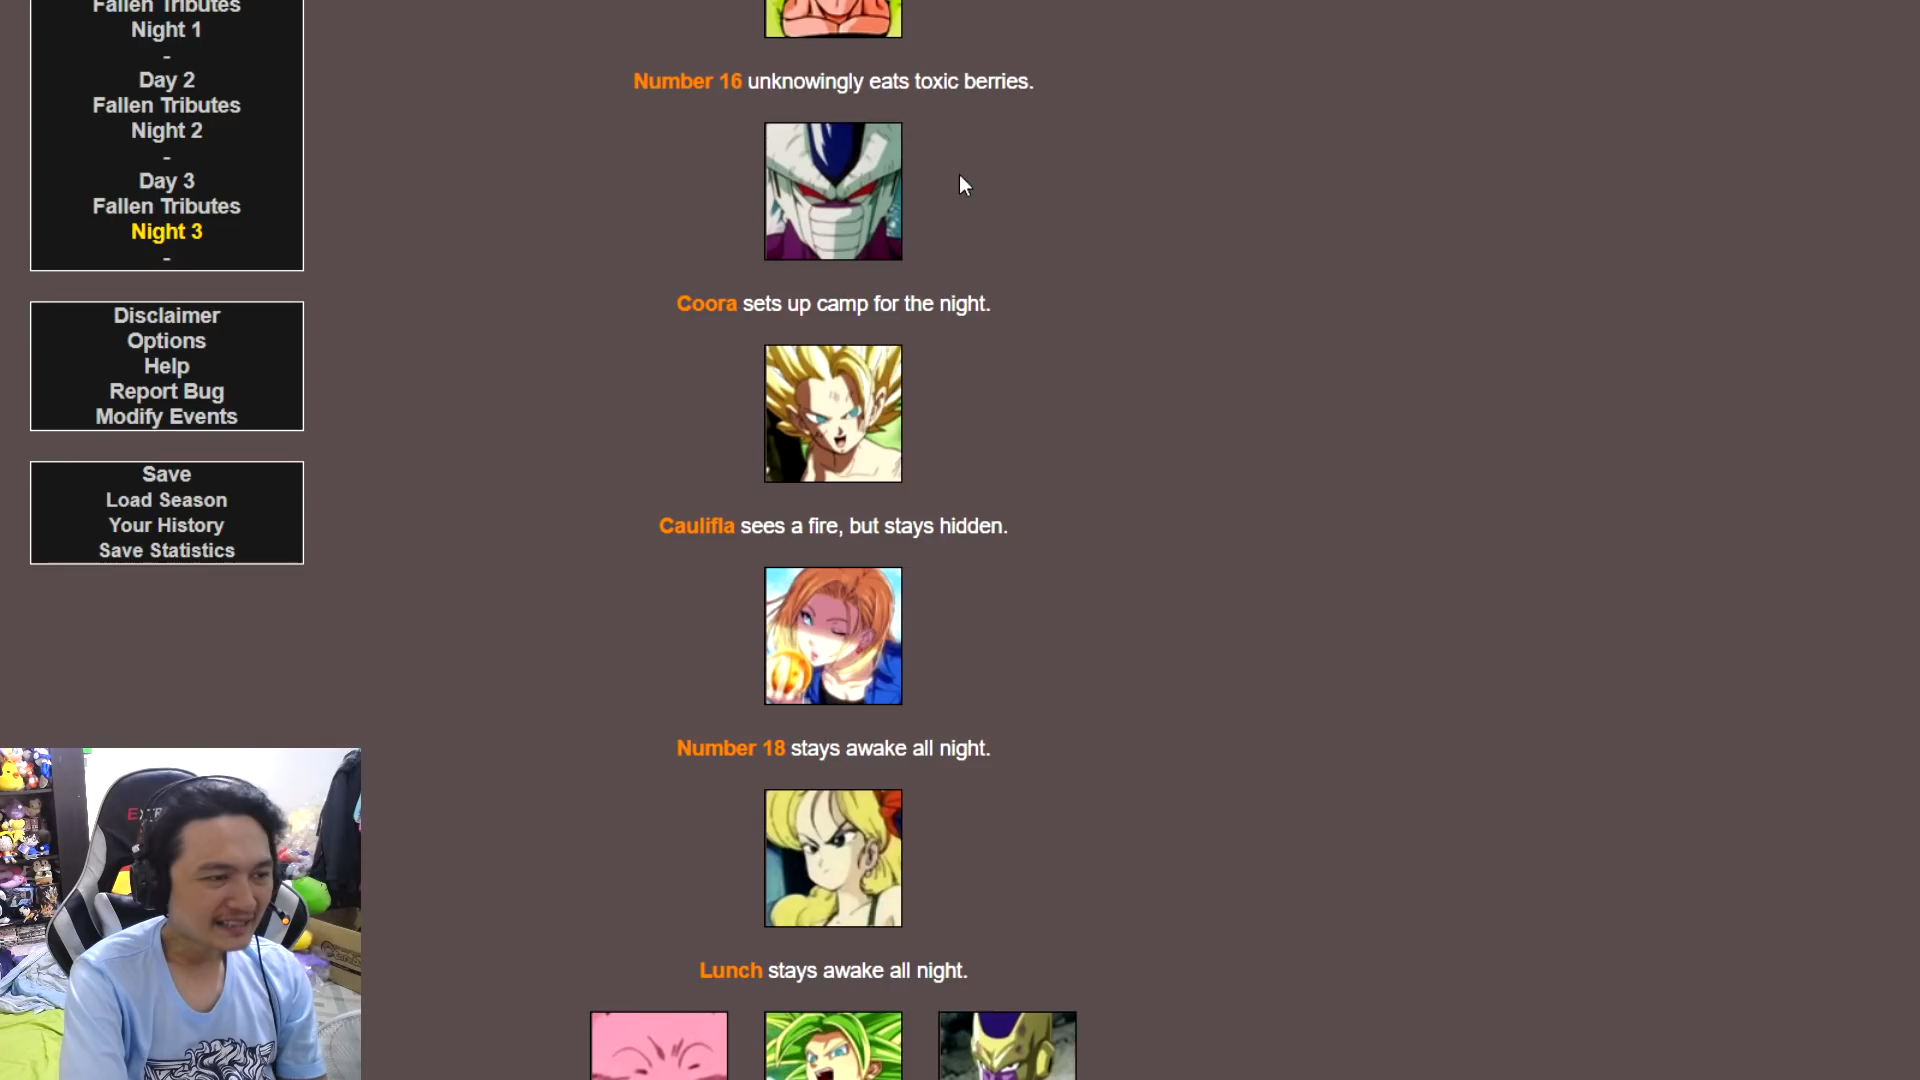 Fallen Tributes
Night 1
-
Day 2
Fallen Tributes
Night 2
-
Day 3
Fallen Tributes
Night 3
-
Disclaimer
Options
Help
Report Bug
Modify Events
Save
Load Season
Your History
Save Statistics
Number 16 unknowingly eats toxic berries.
Coora sets up camp for the night.
Caulifla sees a fire, but stays hidden.
Number 18 stays awake all night.
Lunch stays awake all night.